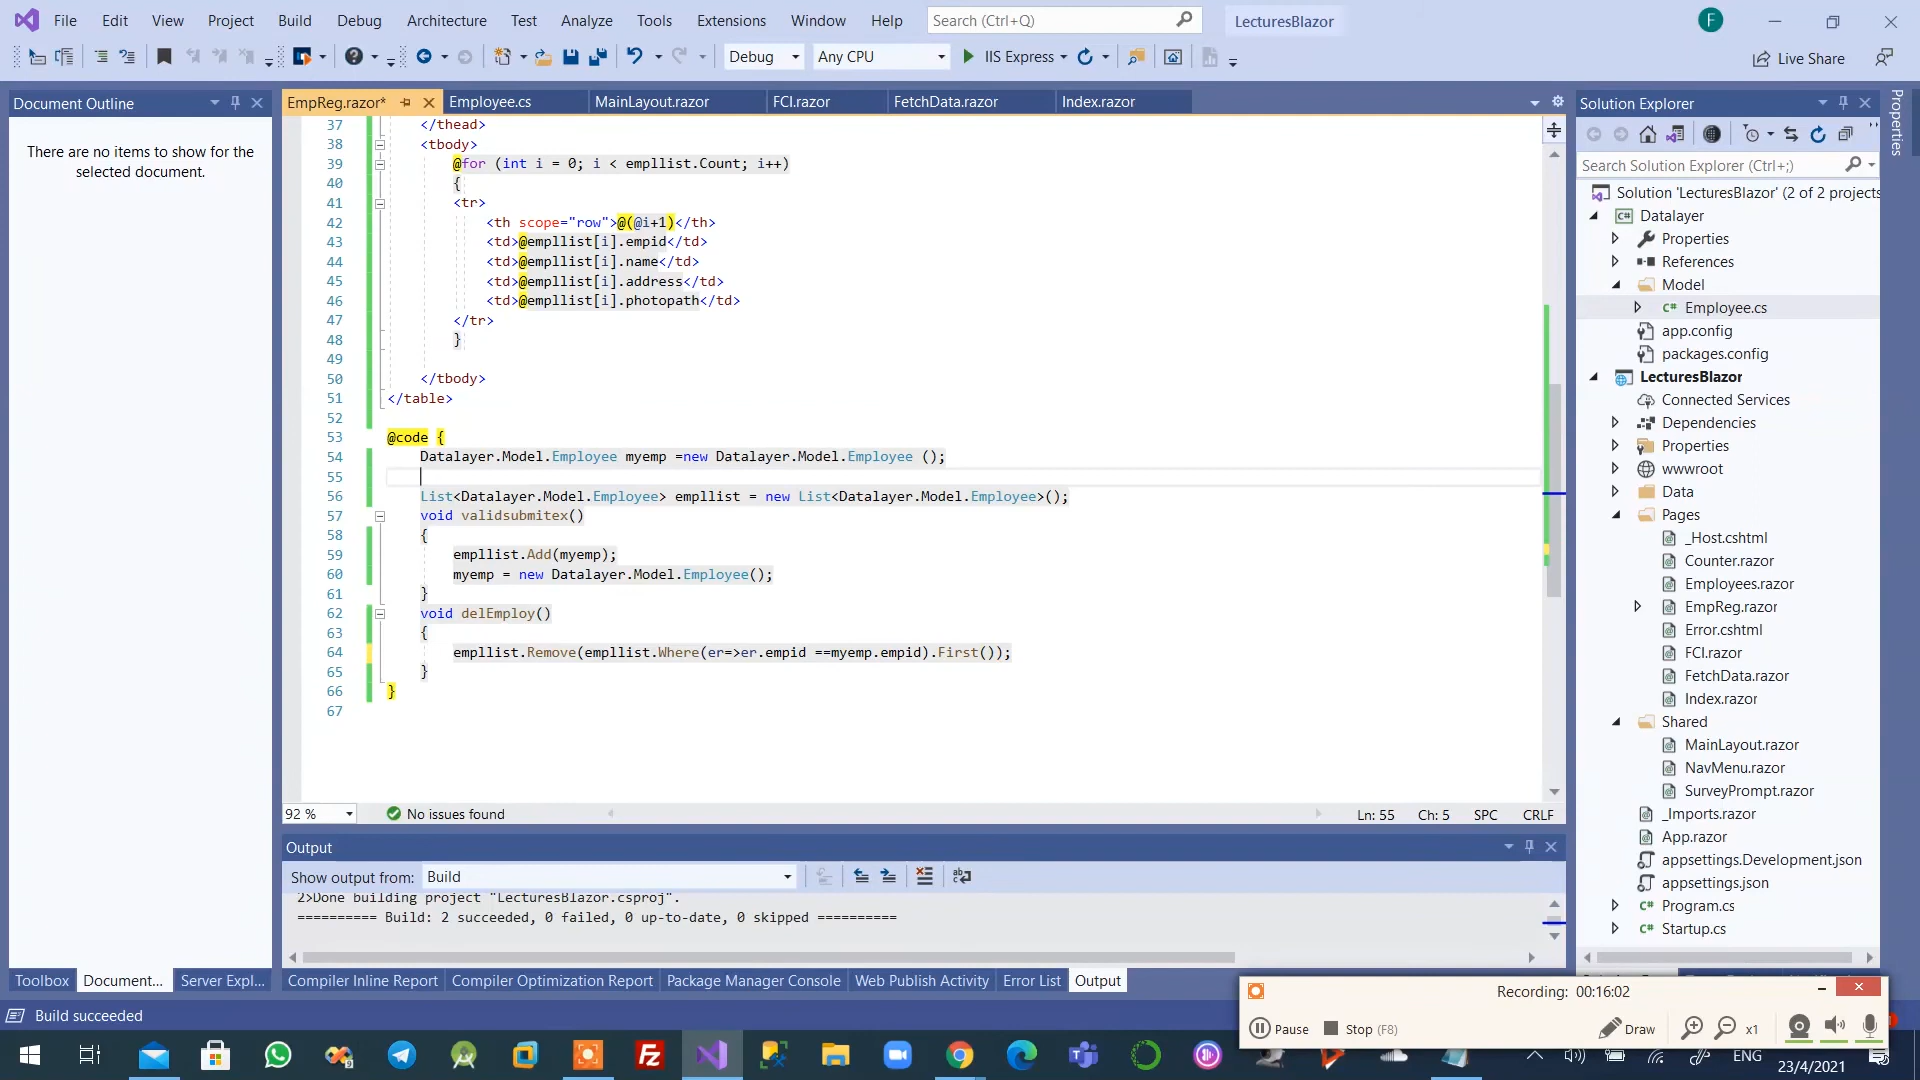 File Edit View Project Build Debug Architecture Test Analyze Tools Extensions Window Help Search (Ctrl+Q) LecturesBlazor F
Debug Any CPU IIS Express Live Share
Document Outline
There are no items to show for the
selected document.
EmpReg.razor* Employee.cs MainLayout.razor FCI.razor FetchData.razor Index.razor
37 </thead>
38 <tbody>
39 @for (int i = 0; i < empllist.Count; i++)
40 {
41 <tr>
42 <th scope="row">@(@i+1)</th>
43 <td>@empllist[i].empid</td>
44 <td>@empllist[i].name</td>
45 <td>@empllist[i].address</td>
46 <td>@empllist[i].photopath</td>
47 </tr>
48 }
49
50 </tbody>
51 </table>
52
53 @code {
54 Datalayer.Model.Employee myemp =new Datalayer.Model.Employee ();
55
56 List<Datalayer.Model.Employee> empllist = new List<Datalayer.Model.Employee>();
57 void validsubmitex()
58 {
59 empllist.Add(myemp);
60 myemp = new Datalayer.Model.Employee();
61 }
62 void delEmploy()
63 {
64 empllist.Remove(empllist.Where(er=>er.empid ==myemp.empid).First());
65 }
66 }
67
92 % No issues found Ln: 55 Ch: 5 SPC CRLF
Output
Show output from: Build
2>Done building project "LecturesBlazor.csproj".
========== Build: 2 succeeded, 0 failed, 0 up-to-date, 0 skipped ==========
Toolbox Document... Server Expl... Compiler Inline Report Compiler Optimization Report Package Manager Console Web Publish Activity Error List Output
Build succeeded
Solution Explorer
Properties
Search Solution Explorer (Ctrl+;)
Solution 'LecturesBlazor' (2 of 2 projects
Datalayer
Properties
References
Model
Employee.cs
app.config
packages.config
LecturesBlazor
Connected Services
Dependencies
Properties
wwwroot
Data
Pages
_Host.cshtml
Counter.razor
Employees.razor
EmpReg.razor
Error.cshtml
FCI.razor
FetchData.razor
Index.razor
Shared
MainLayout.razor
NavMenu.razor
SurveyPrompt.razor
_Imports.razor
App.razor
appsettings.Development.json
appsettings.json
Program.cs
Startup.cs
Recording: 00:16:02
Pause Stop (F8) Draw x1
ENG
23/4/2021